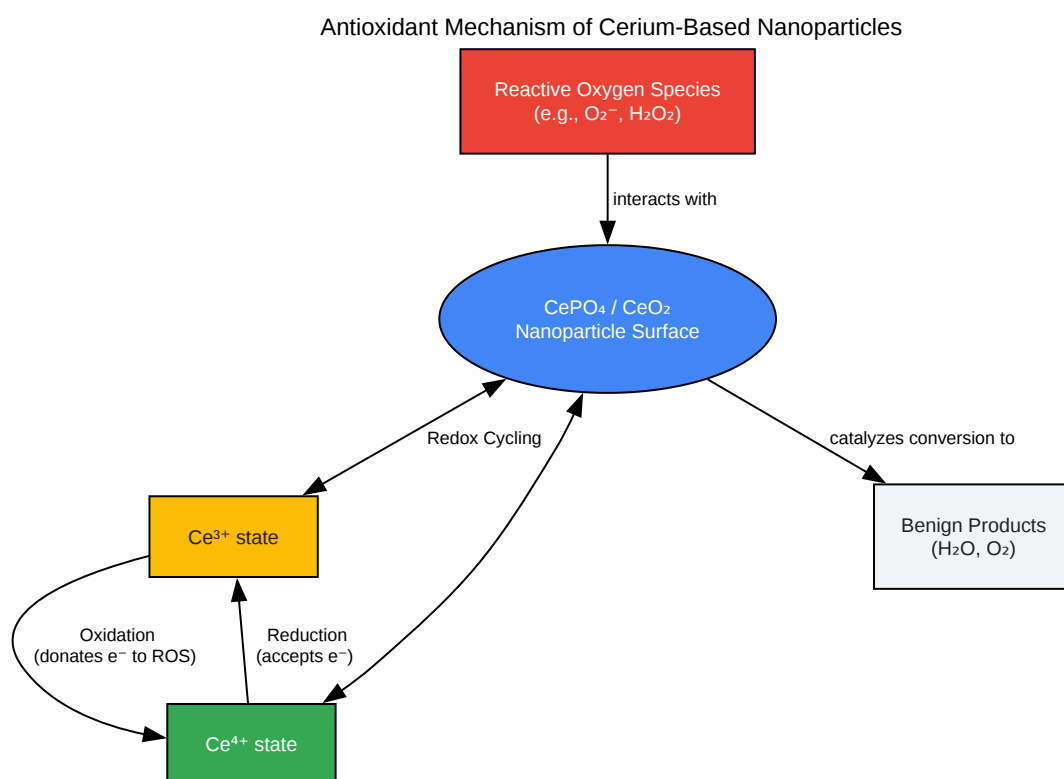 Antioxidant Mechanism of Cerium-Based Nanoparticles
Reactive Oxygen Species
(e.g., O₂⁻, H₂O₂)
interacts with
CePO₄ / CeO₂
Nanoparticle Surface
Redox Cycling
catalyzes conversion to
Ce³⁺ state
Benign Products
(H₂O, O₂)
Oxidation
(donates e⁻ to ROS)
Reduction
(accepts e⁻)
Ce⁴⁺ state